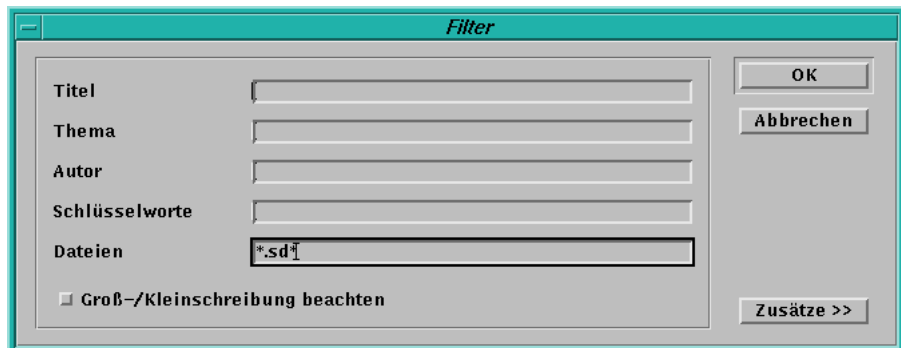 Filter
Titel
OK
Thema
Abbrechen
Autor
Schlüsselworte
Dateien *.sd*
Groß-/Kleinschreibung beachten
Zusätze >>